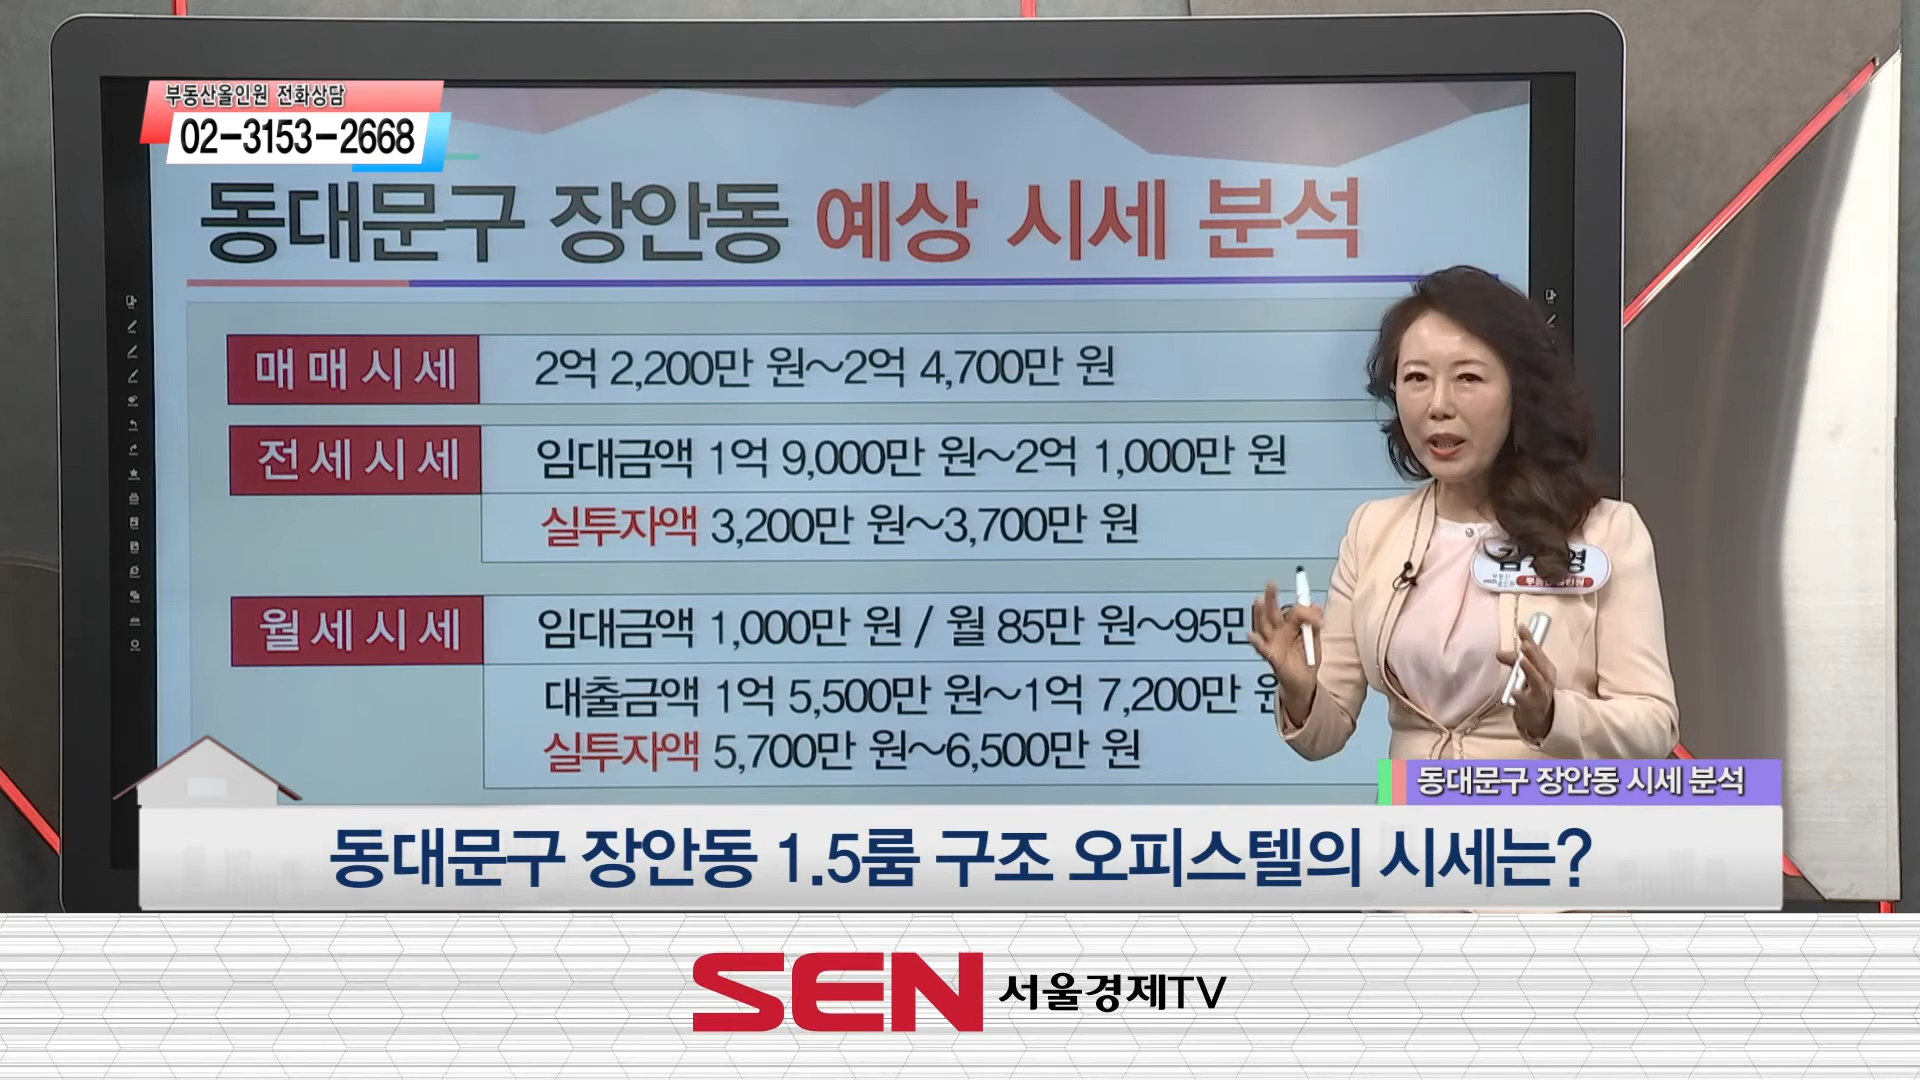 부동산올인원 전화상담
02-3153-2668
동대문구 장안동 예상 시세 분석
매매시세 2억 2,200만 원~2억 4,700만 원
전세시세 임대금액 1억 9,000만 원~2억 1,000만 원
실투자액 3,200만 원~3,700만 원
월세시세 임대금액 1,000만 원 / 월 85만 원~95만
대출금액 1억 5,500만 원~1억 7,200만 원
실투자액 5,700만 원~6,500만 원
동대문구 장안동 시세 분석
동대문구 장안동 1.5룸 구조 오피스텔의 시세는?
SEN 서울경제TV